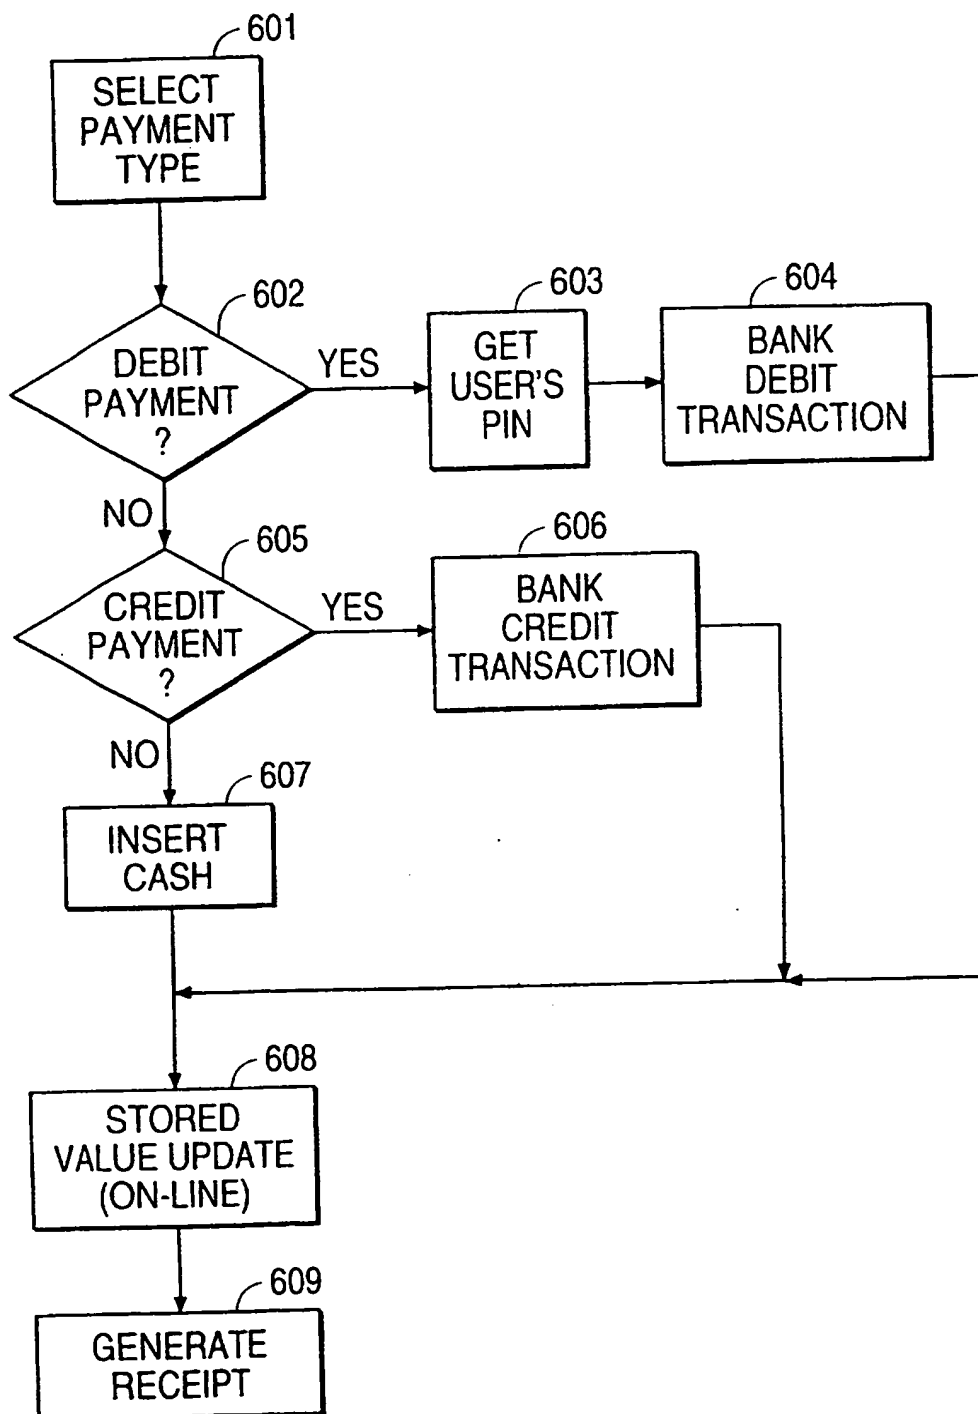 601
SELECT
PAYMENT
TYPE
602
DEBIT
PAYMENT
?
YES
603
GET
USER'S
PIN
604
BANK
DEBIT
TRANSACTION
NO
605
CREDIT
PAYMENT
?
YES
606
BANK
CREDIT
TRANSACTION
NO
607
INSERT
CASH
608
STORED
VALUE UPDATE
(ON-LINE)
609
GENERATE
RECEIPT